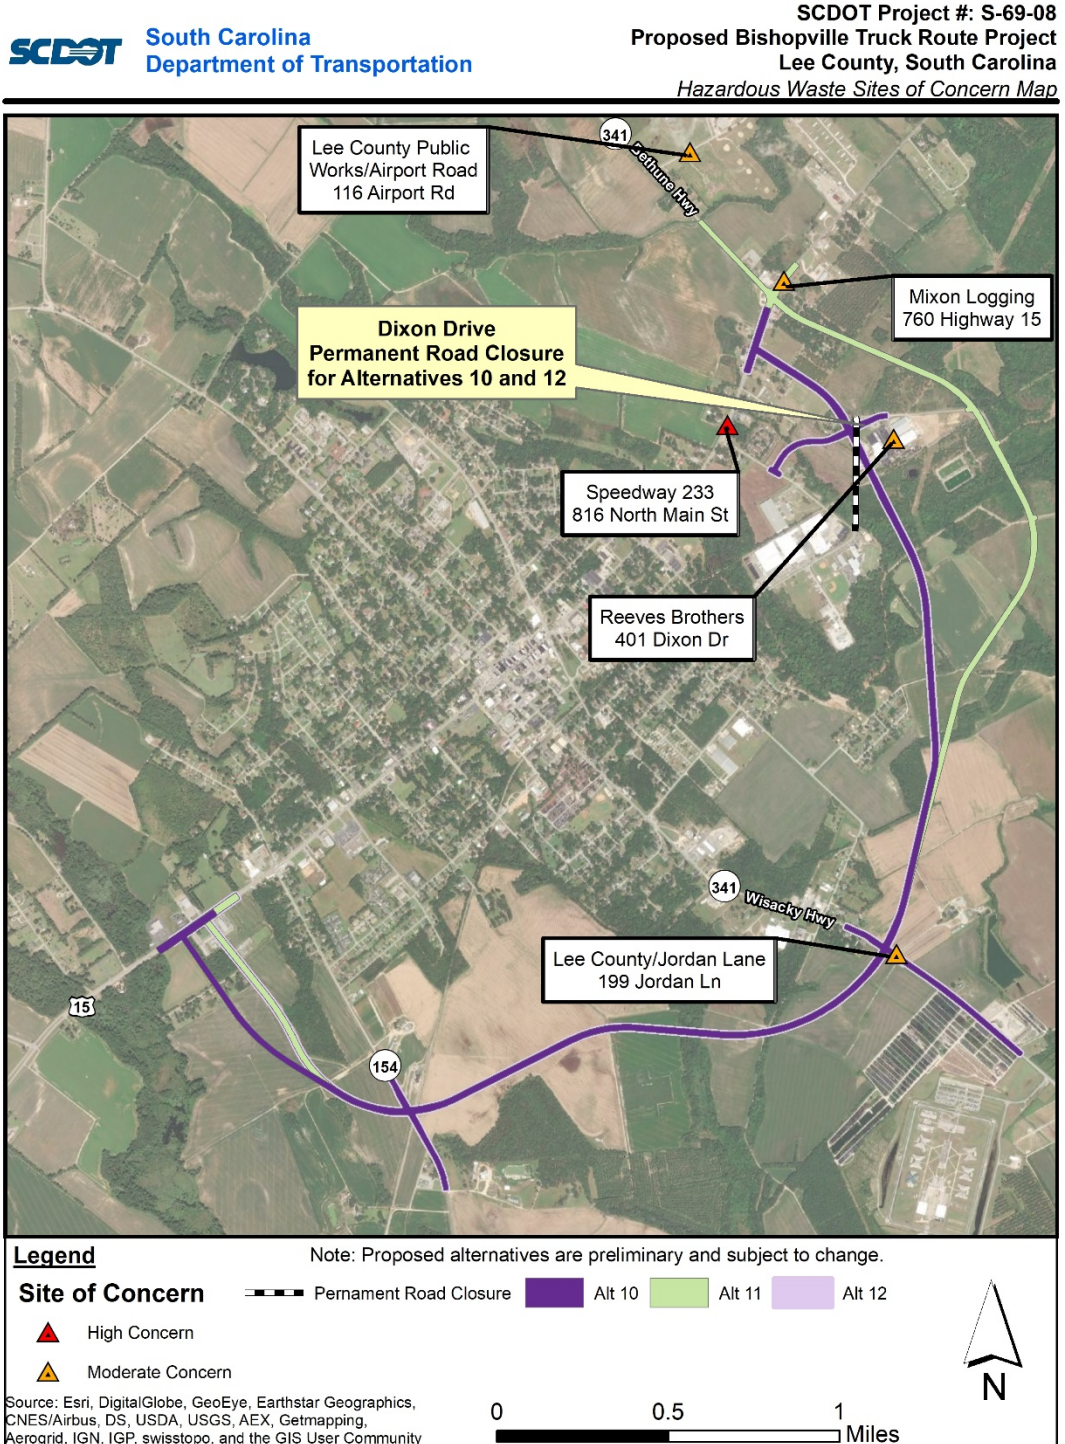 SCDOT
South Carolina
Department of Transportation
SCDOT Project #: S-69-08
Proposed Bishopville Truck Route Project
Lee County, South Carolina
Hazardous Waste Sites of Concern Map
Lee County Public
Works/Airport Road
116 Airport Rd
341
Bethune Hwy
Mixon Logging
760 Highway 15
Dixon Drive
Permanent Road Closure
for Alternatives 10 and 12
Speedway 233
816 North Main St
Reeves Brothers
401 Dixon Dr
341
Wisacky Hwy
Lee County/Jordan Lane
199 Jordan Ln
15
154
Legend
Note: Proposed alternatives are preliminary and subject to change.
Site of Concern
Pernament Road Closure
Alt 10
Alt 11
Alt 12
High Concern
Moderate Concern
N
Source: Esri, DigitalGlobe, GeoEye, Earthstar Geographics,
CNES/Airbus, DS, USDA, USGS, AEX, Getmapping,
Aerogrid, IGN, IGP, swisstopo, and the GIS User Community
0
0.5
1
Miles